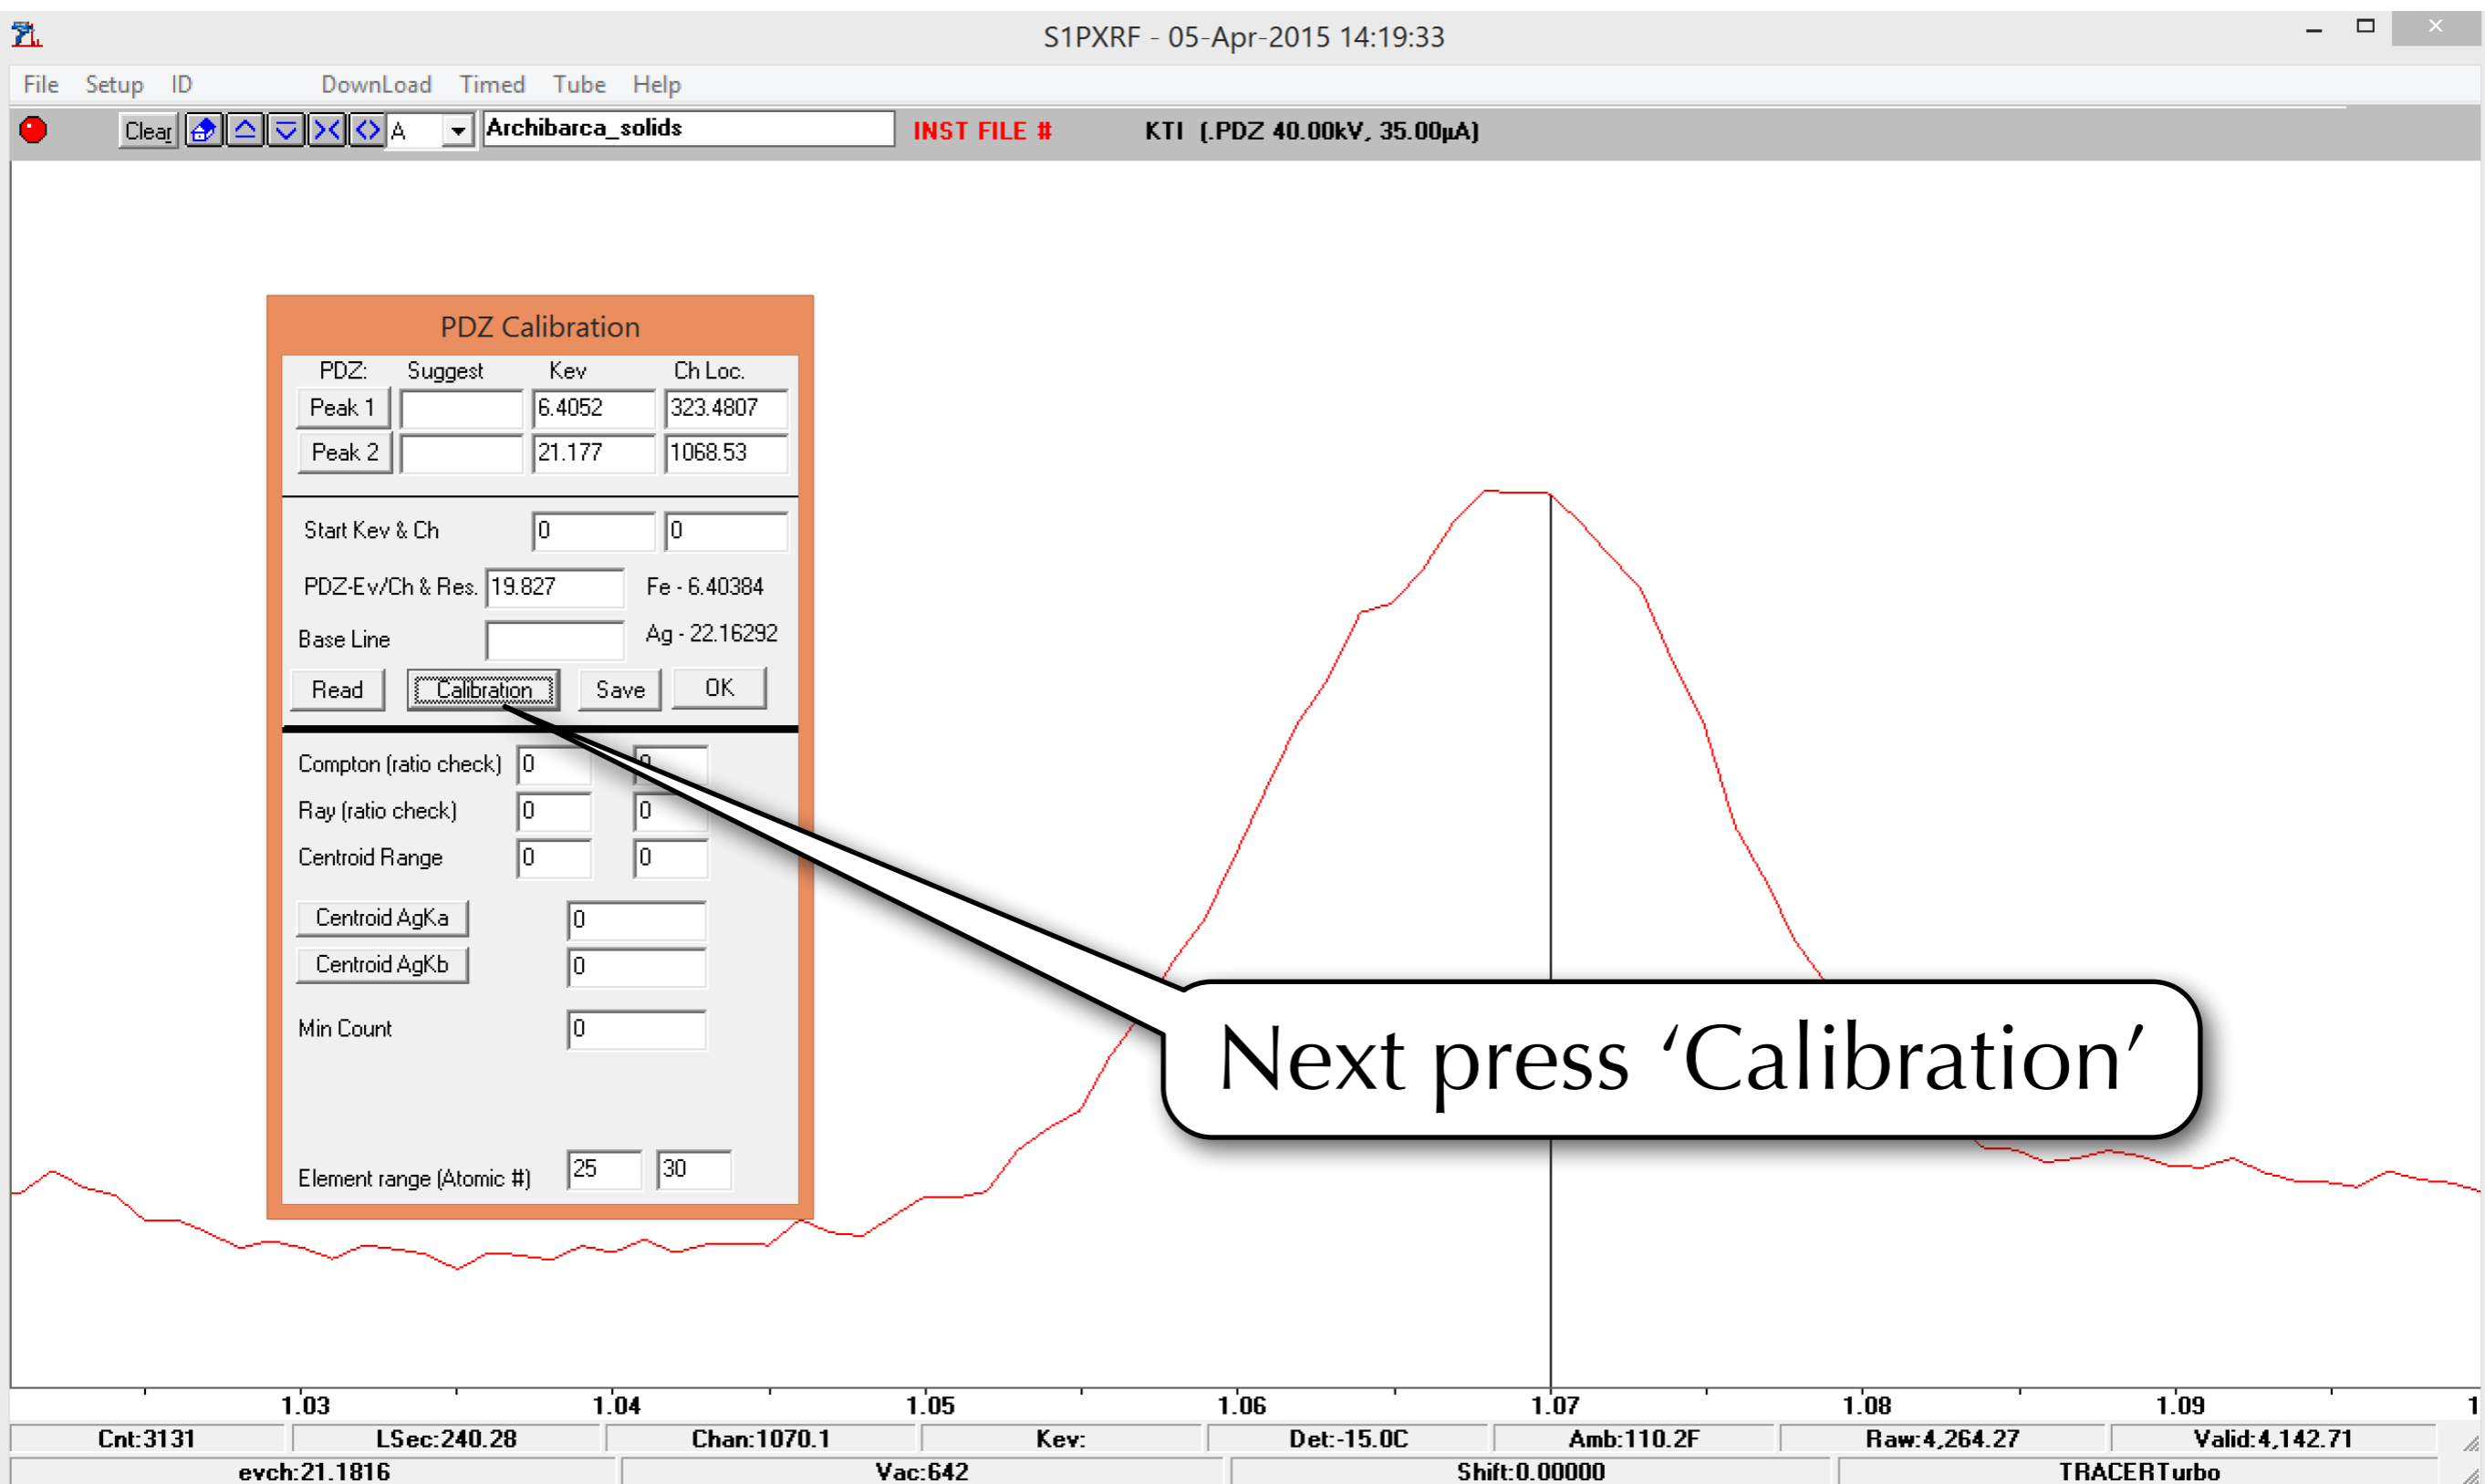 S1PXRF - 05-Apr-2015 14:19:33
File Setup ID DownLoad Timed Tube Help
Clear A Archibarca_solids INST FILE # KTI (.PDZ 40.00kV, 35.00µA)
PDZ Calibration
PDZ: Suggest Kev Ch Loc.
Peak 1 6.4052 323.4807
Peak 2 21.177 1068.53
Start Kev & Ch 0 0
PDZ-Ev/Ch & Res. 19.827 Fe - 6.40384
Base Line Ag - 22.16292
Read Calibration Save OK
Compton (ratio check) 0 0
Ray (ratio check) 0 0
Centroid Range 0 0
Centroid AgKa 0
Centroid AgKb 0
Min Count 0
Element range (Atomic #) 25 30
Next press ‘Calibration’
1.03 1.04 1.05 1.06 1.07 1.08 1.09 1
Cnt:3131 LSec:240.28 Chan:1070.1 Kev: Det:-15.0C Amb:110.2F Raw:4,264.27 Valid:4,142.71
evch:21.1816 Vac:642 Shift:0.00000 TRACERTurbo